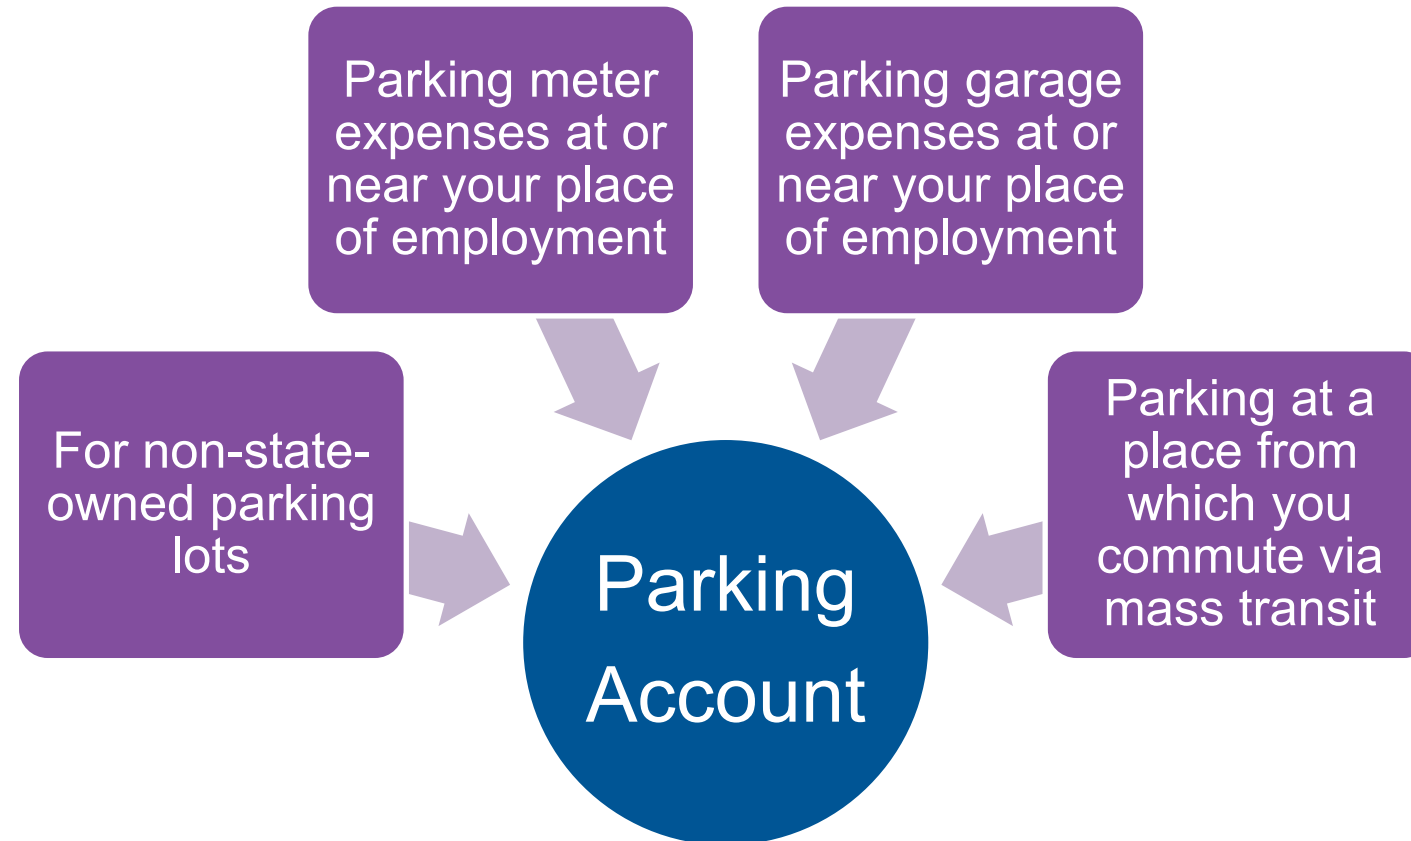 Parking meter
expenses at or
near your place
of employment
Parking garage
expenses at or
near your place
of employment
For non-state-
owned parking
lots
Parking at a
place from
which you
commute via
mass transit
Parking
Account